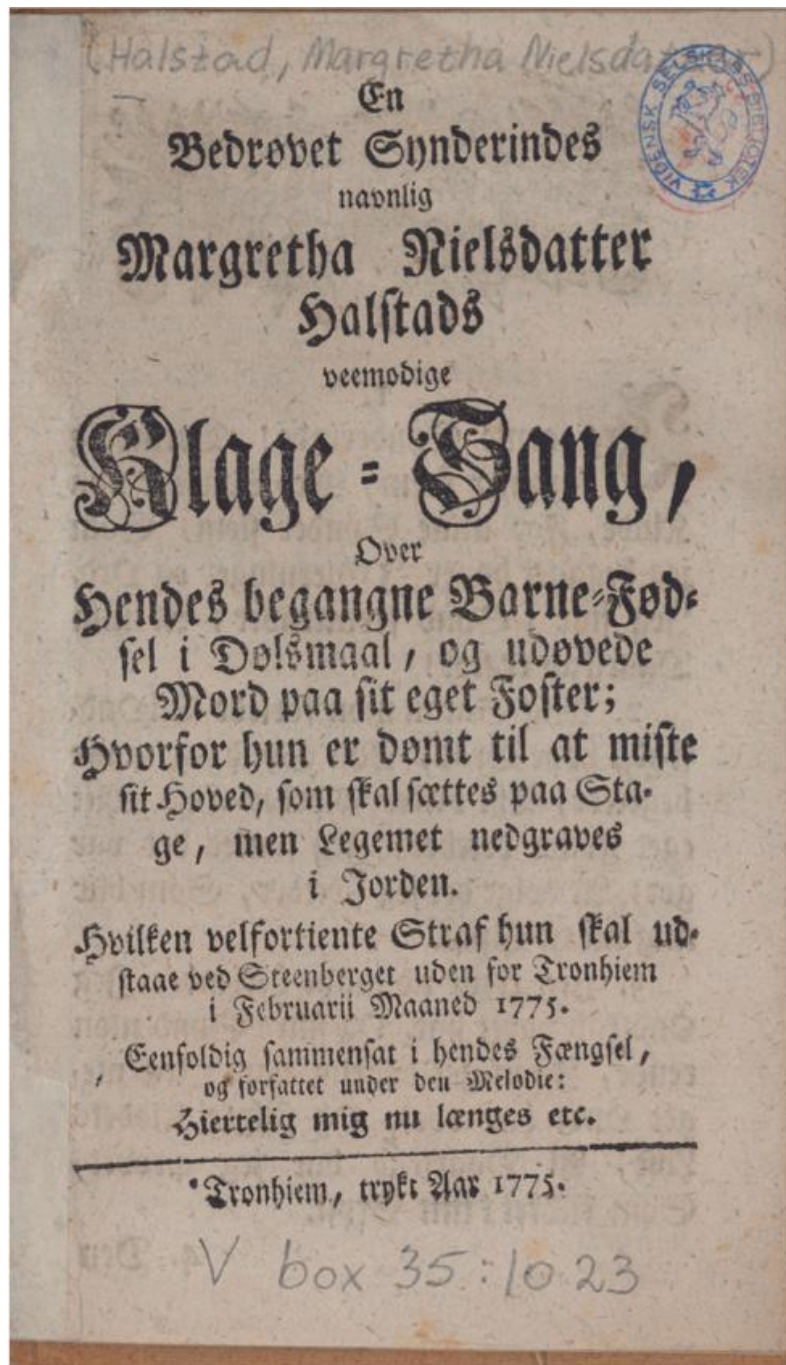 (Halstad, Margretha Nielsdatter)
En
Bedrøvet Synderindes
navnlig
Margretha Nielsdatter
Halstads
veemodige
Klage-Sang,
Over
Hendes begangne Barne-Fød-
sel i Dølsmaal, og udøvede
Mord paa sit eget Foster;
Hvorfor hun er dømt til at miste
sit Hoved, som skal sættes paa Sta-
ge, men Legemet nedgraves
i Jorden.
Hvilken velfortiente Straf hun skal ud-
staae ved Steenberget uden for Tronhiem
i Februarii Maaned 1775.
Eenfoldig sammensat i hendes Fængsel,
og forfattet under den Melodie:
Hiertelig mig nu længes etc.
Tronhiem, trykt Aar 1775.
V box 35:1023
VIDENSK. SELSKABS BIBLIOTEK